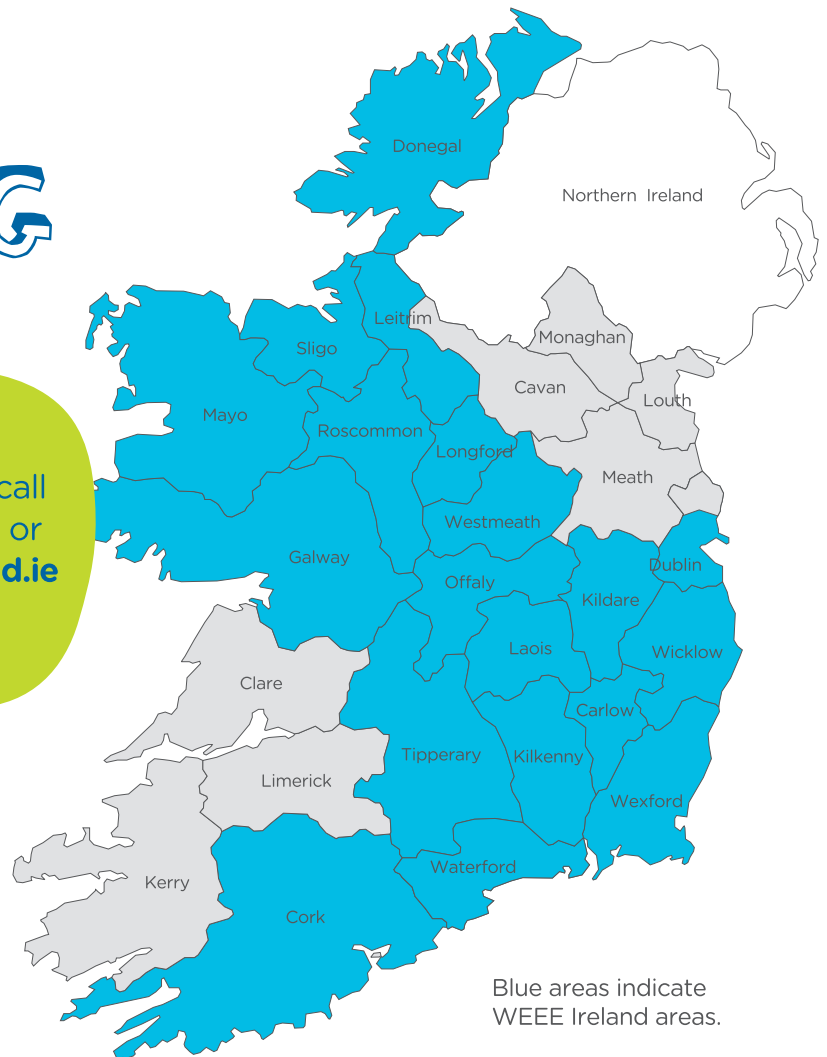 Donegal
Northern Ireland
G
Leitrim
Monaghan
Sligo
Cavan
Louth
Mayo
Roscommon
Longford
Meath
call
or
d.ie
Westmeath
Galway
Dublin
Offaly
Kildare
Laois
Wicklow
Clare
Carlow
Tipperary
Kilkenny
Limerick
Wexford
Waterford
Kerry
Cork
Blue areas indicate
WEEE Ireland areas.